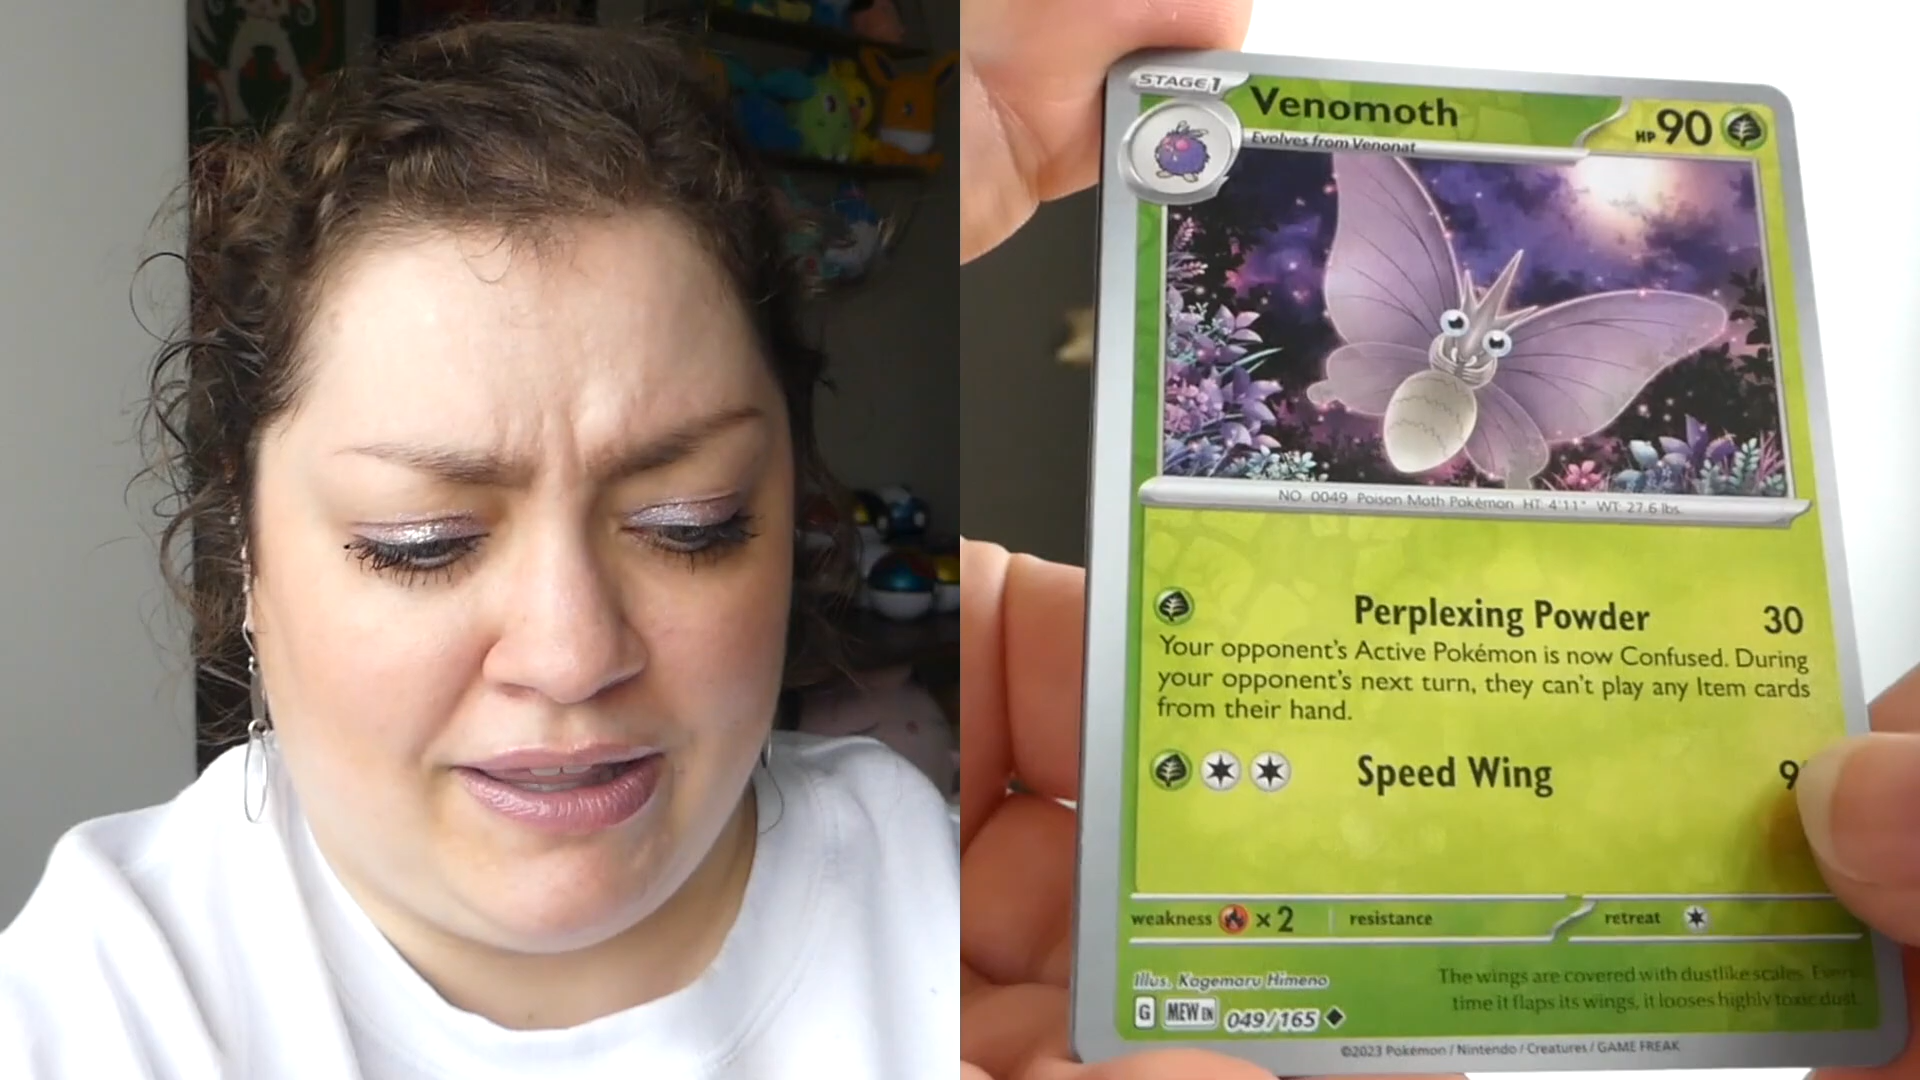 STAGE 1
Venomoth
HP 90
Evolves from Venonat
NO. 0049 Poison Moth Pokémon HT: 4'11" WT: 27.6 lbs.
Perplexing Powder 30
Your opponent's Active Pokémon is now Confused. During
your opponent's next turn, they can't play any Item cards
from their hand.
Speed Wing 9
weakness ×2 resistance retreat
Illus. Kagemaru Himeno
The wings are covered with dustlike scales. Every
time it flaps its wings, it looses highly toxic dust.
G MEW EN 049/165
©2023 Pokémon / Nintendo / Creatures / GAME FREAK